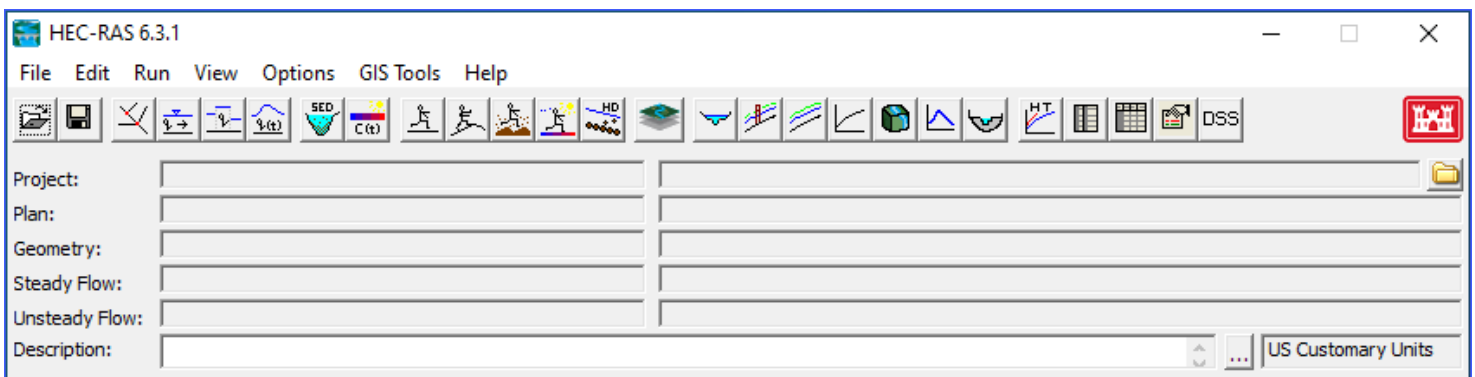 HEC-RAS 6.3.1
File Edit Run View Options GIS Tools Help
SED C(t) HD HT DSS
Project:
Plan:
Geometry:
Steady Flow:
Unsteady Flow:
Description: ... US Customary Units